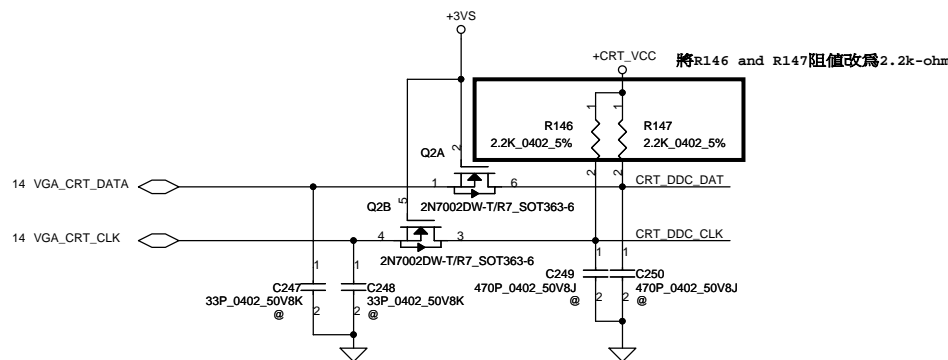 +3VS
+CRT_VCC
將R146 and R147阻值改為2.2k-ohm
1
1
R146
R147
2.2K_0402_5%
2.2K_0402_5%
Q2A
2
2
2
14 VGA_CRT_DATA
1
6
CRT_DDC_DAT
Q2B
5
2N7002DW-T/R7_SOT363-6
14 VGA_CRT_CLK
4
3
CRT_DDC_CLK
2N7002DW-T/R7_SOT363-6
1
1
1
1
C247
C248
C249
C250
33P_0402_50V8K
33P_0402_50V8K
470P_0402_50V8J
470P_0402_50V8J
2
2
2
2
@
@
@
@